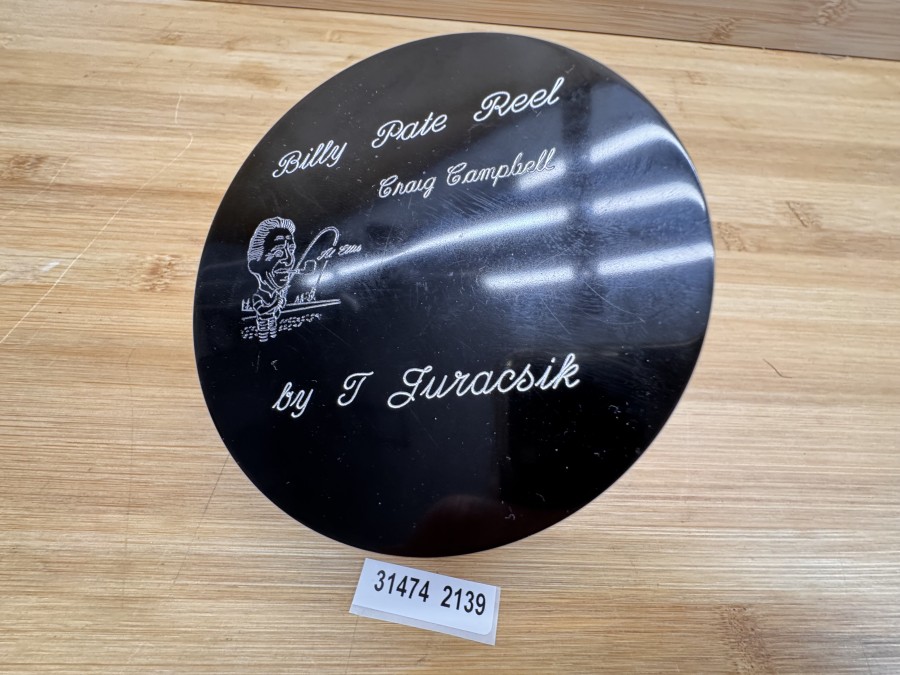 Billy Pate Reel
Craig Campbell
by T Juracsik
31474 2139